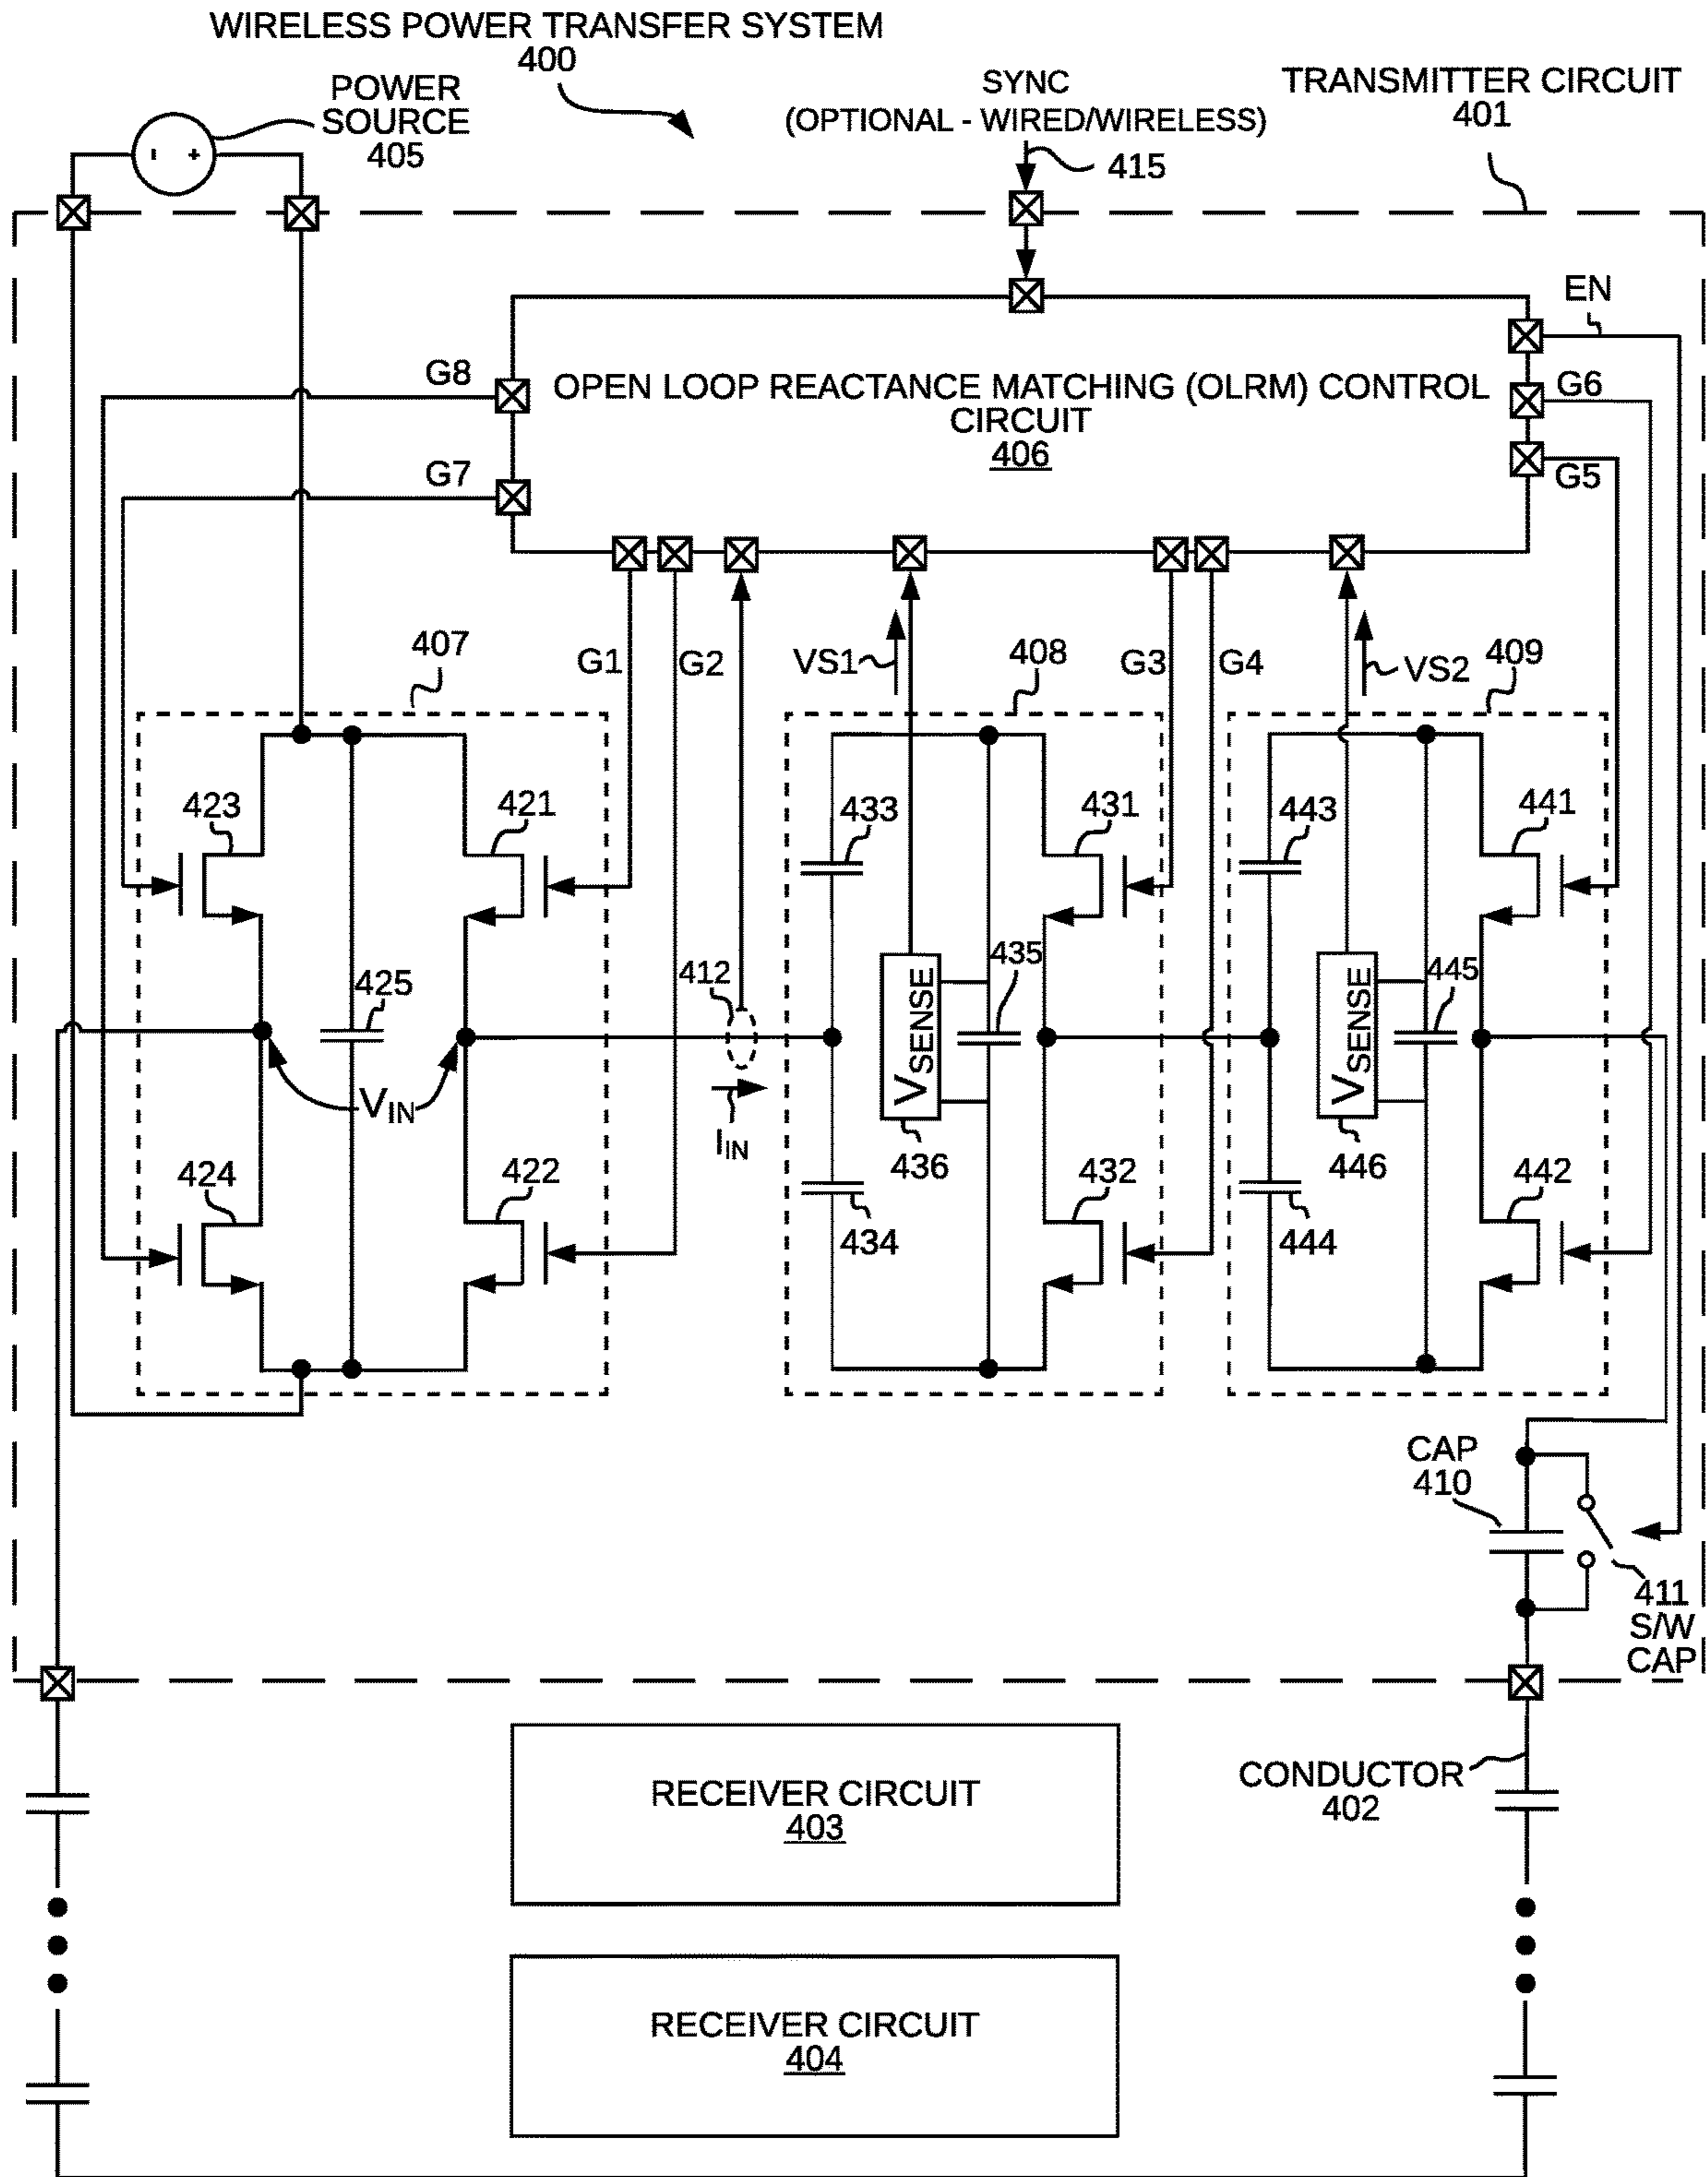 WIRELESS POWER TRANSFER SYSTEM
400
POWER
SOURCE
405
SYNC
(OPTIONAL - WIRED/WIRELESS)
415
TRANSMITTER CIRCUIT
401
EN
G8
G7
G6
G5
OPEN LOOP REACTANCE MATCHING (OLRM) CONTROL
CIRCUIT
406
407
G1
G2
VS1
408
G3
G4
VS2
409
423
421
433
431
443
441
425
412
435
445
VSENSE
VSENSE
VIN
IIN
436
446
424
422
434
432
444
442
CAP
410
411
S/W
CAP
RECEIVER CIRCUIT
403
CONDUCTOR
402
RECEIVER CIRCUIT
404